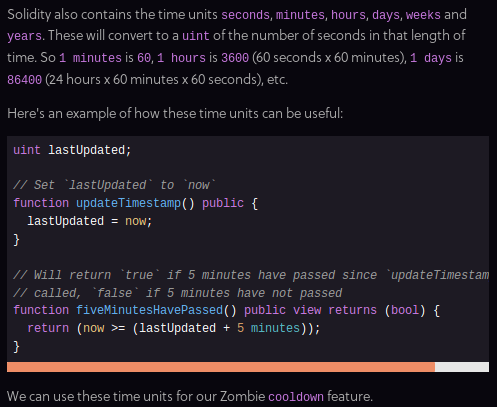 Solidity also contains the time units seconds, minutes, hours, days, weeks and
years. These will convert to a uint of the number of seconds in that length of
time. So 1 minutes is 60, 1 hours is 3600 (60 seconds x 60 minutes), 1 days is
86400 (24 hours x 60 minutes x 60 seconds), etc.
Here's an example of how these time units can be useful:
uint lastUpdated;
// Set `lastUpdated` to `now`
function updateTimestamp() public {
  lastUpdated = now;
}
// Will return `true` if 5 minutes have passed since `updateTimestam
// called, `false` if 5 minutes have not passed
function fiveMinutesHavePassed() public view returns (bool) {
  return (now >= (lastUpdated + 5 minutes));
}
We can use these time units for our Zombie cooldown feature.